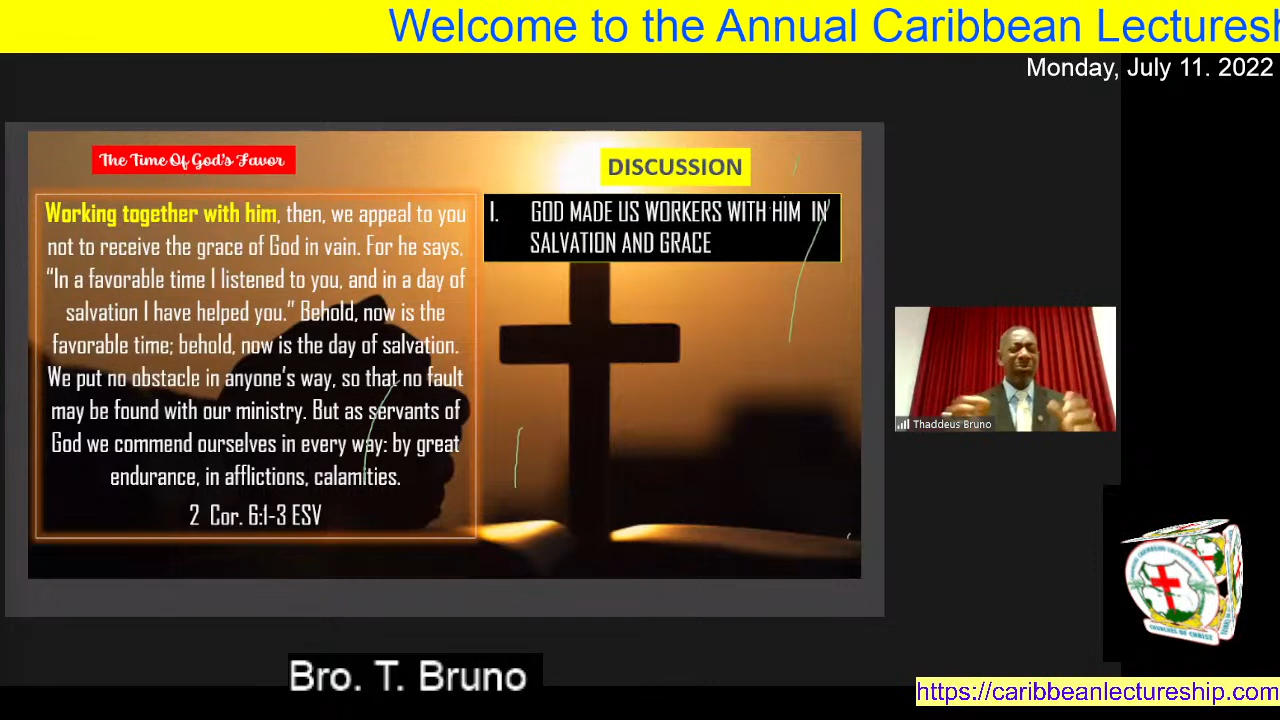 Welcome to the Annual Caribbean Lecturesh
Monday, July 11. 2022
The Time Of God's Favor
Working together with him, then, we appeal to you
not to receive the grace of God in vain. For he says,
“In a favorable time I listened to you, and in a day of
salvation I have helped you.” Behold, now is the
favorable time; behold, now is the day of salvation.
We put no obstacle in anyone's way, so that no fault
may be found with our ministry. But as servants of
God we commend ourselves in every way: by great
endurance, in afflictions, calamities.
2 Cor. 6:1-3 ESV
DISCUSSION
I. GOD MADE US WORKERS WITH HIM IN
SALVATION AND GRACE
Thaddeus Bruno
CHURCHES OF CHRIST
Bro. T. Bruno
https://caribbeanlectureship.com